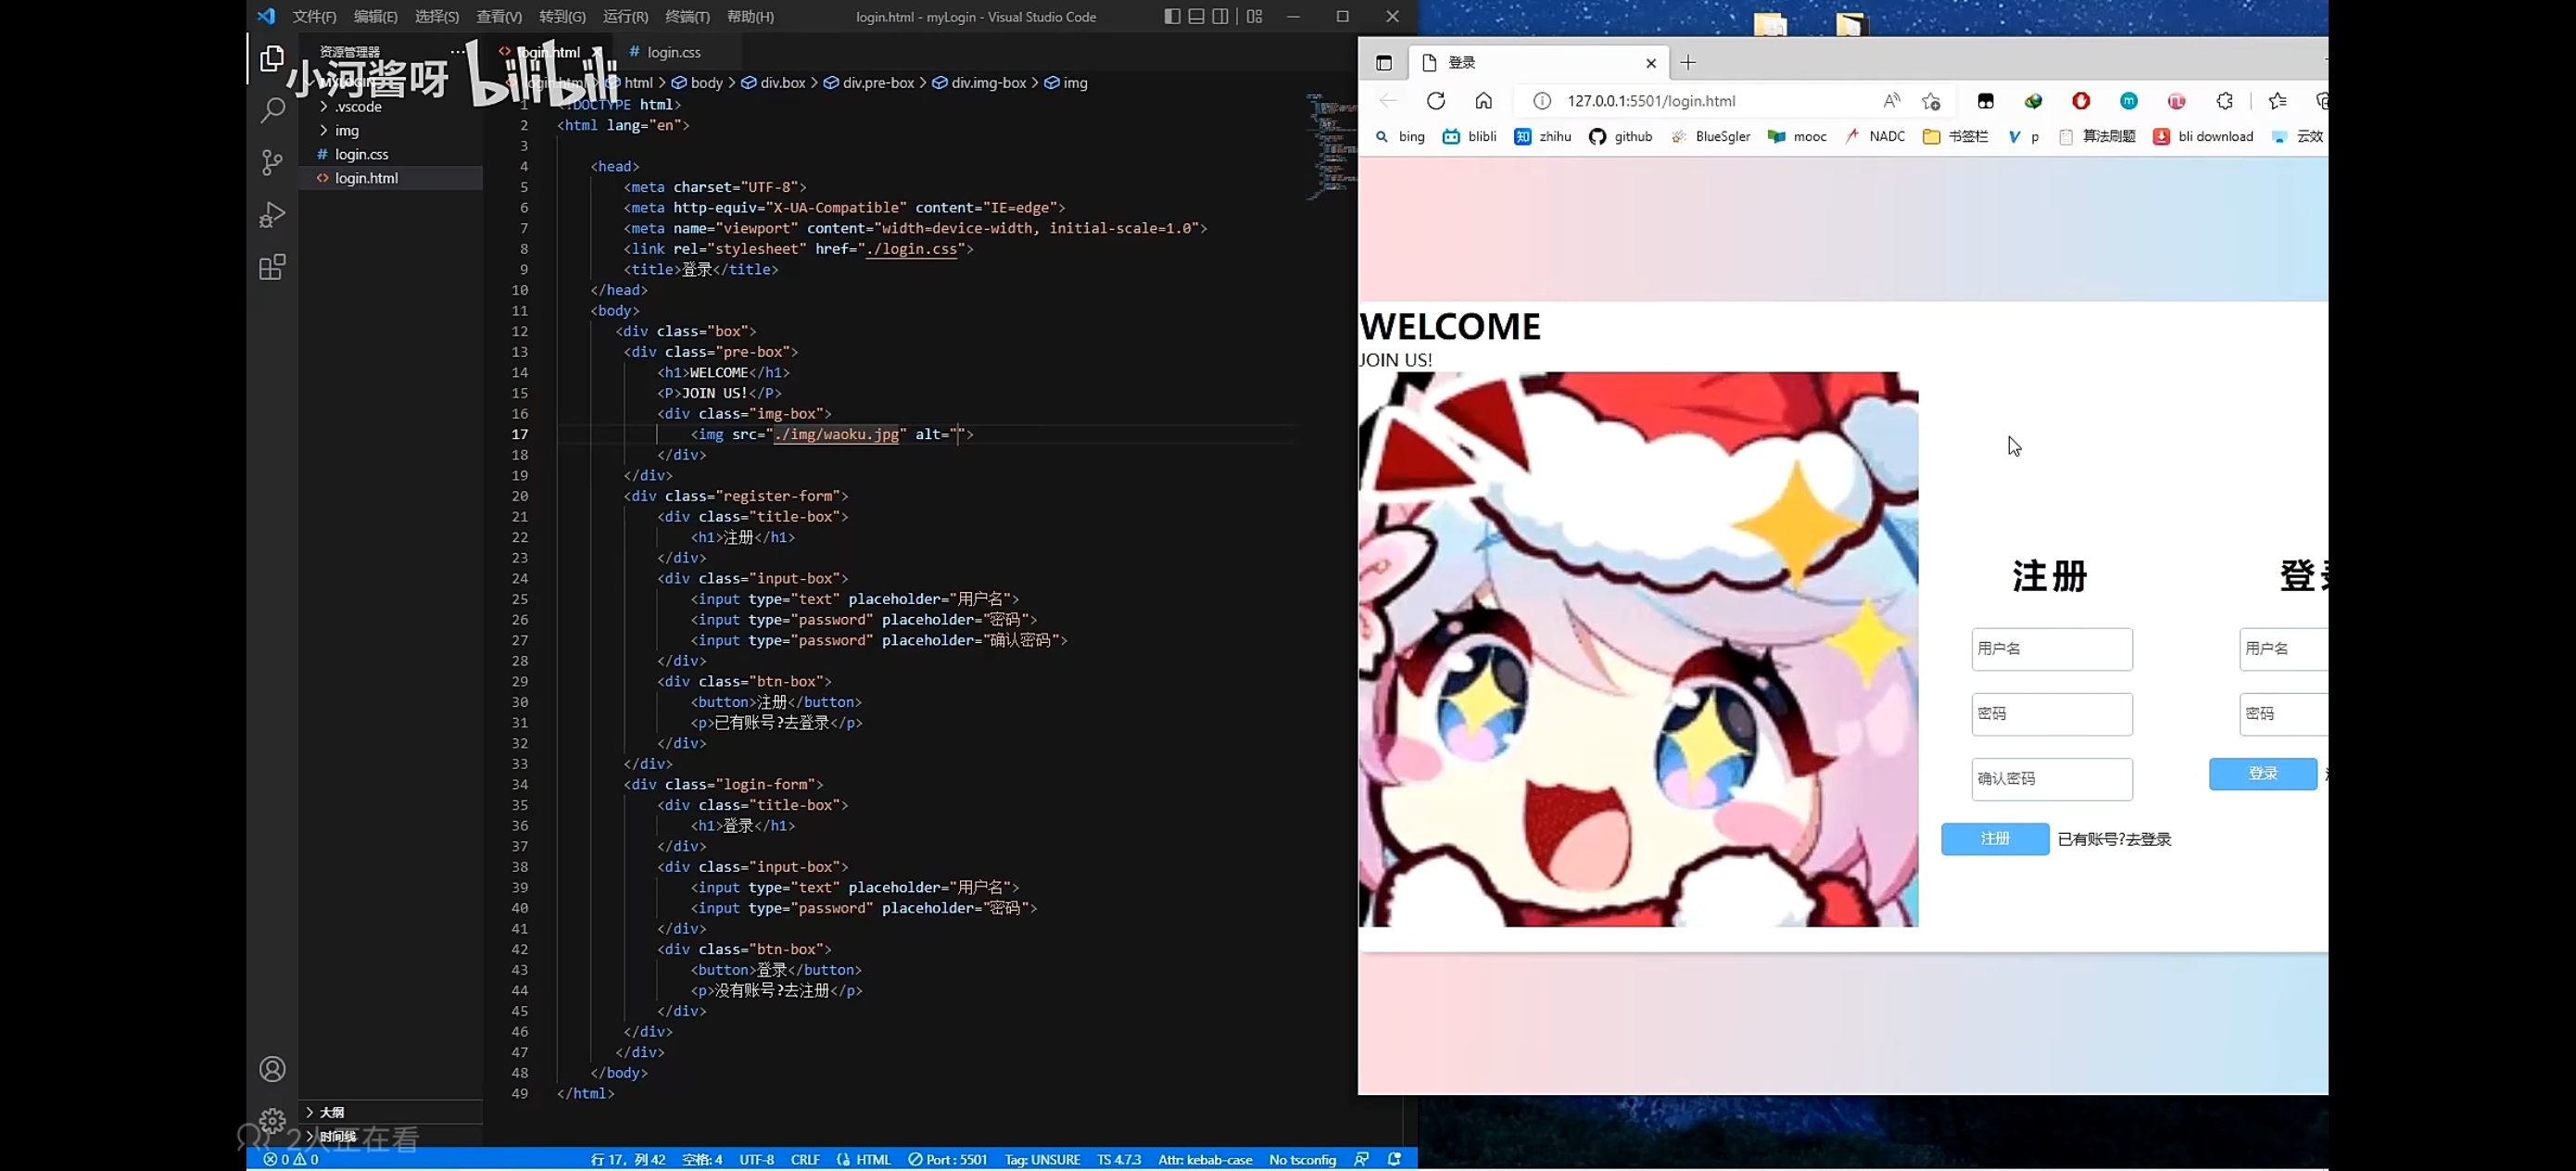 文件(F) 编辑(E) 选择(S) 查看(V) 转到(G) 运行(R) 终端(T) 帮助(H)
login.html - myLogin - Visual Studio Code
资源管理器
小河酱呀 bilibili
.vscode
img
login.css
login.html
大纲
时间线
2人正在看
login.html
login.css
login.html > html > body > div.box > div.pre-box > div.img-box > img
1 <!DOCTYPE html>
2 <html lang="en">
3
4 <head>
5 <meta charset="UTF-8">
6 <meta http-equiv="X-UA-Compatible" content="IE=edge">
7 <meta name="viewport" content="width=device-width, initial-scale=1.0">
8 <link rel="stylesheet" href="./login.css">
9 <title>登录</title>
10 </head>
11 <body>
12 <div class="box">
13 <div class="pre-box">
14 <h1>WELCOME</h1>
15 <P>JOIN US!</P>
16 <div class="img-box">
17 <img src="./img/waoku.jpg" alt="">
18 </div>
19 </div>
20 <div class="register-form">
21 <div class="title-box">
22 <h1>注册</h1>
23 </div>
24 <div class="input-box">
25 <input type="text" placeholder="用户名">
26 <input type="password" placeholder="密码">
27 <input type="password" placeholder="确认密码">
28 </div>
29 <div class="btn-box">
30 <button>注册</button>
31 <p>已有账号?去登录</p>
32 </div>
33 </div>
34 <div class="login-form">
35 <div class="title-box">
36 <h1>登录</h1>
37 </div>
38 <div class="input-box">
39 <input type="text" placeholder="用户名">
40 <input type="password" placeholder="密码">
41 </div>
42 <div class="btn-box">
43 <button>登录</button>
44 <p>没有账号?去注册</p>
45 </div>
46 </div>
47 </div>
48 </body>
49 </html>
0 0 行 17, 列 42 空格: 4 UTF-8 CRLF HTML Port : 5501 Tag: UNSURE TS 4.7.3 Attr: kebab-case No tsconfig
登录
127.0.0.1:5501/login.html
bing blibli zhihu github BlueSgler mooc NADC 书签栏 p 算法刷题 bli download 云效
WELCOME
JOIN US!
注册
用户名
密码
确认密码
注册 已有账号?去登录
登录
用户名
密码
登录